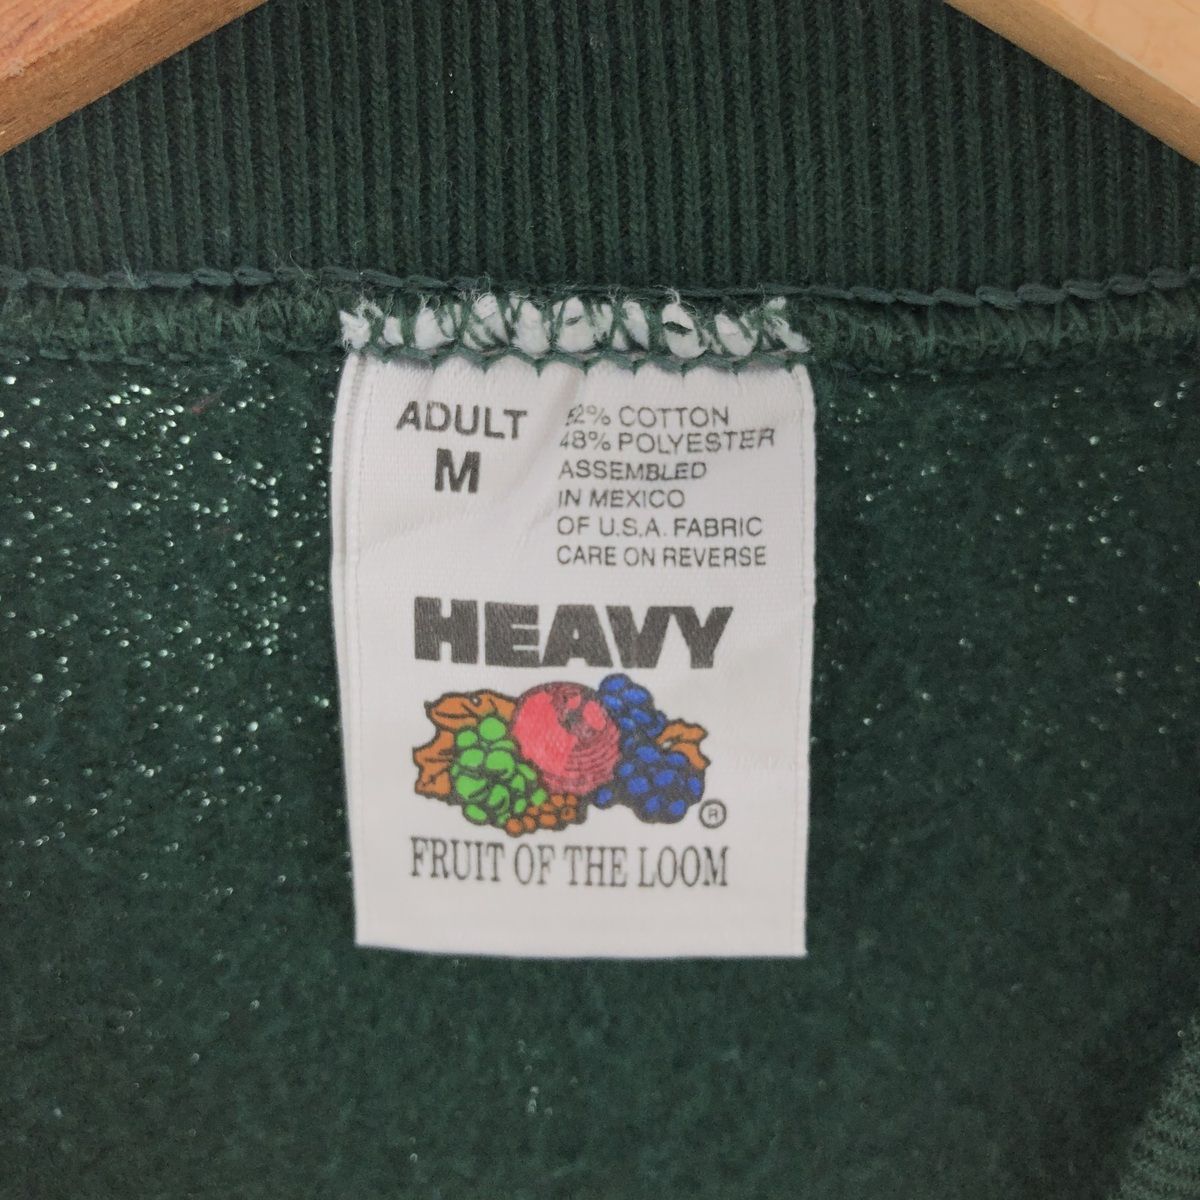 ADULT
M
52% COTTON
48% POLYESTER
ASSEMBLED
IN MEXICO
OF U.S.A. FABRIC
CARE ON REVERSE
HEAVY
®
FRUIT OF THE LOOM